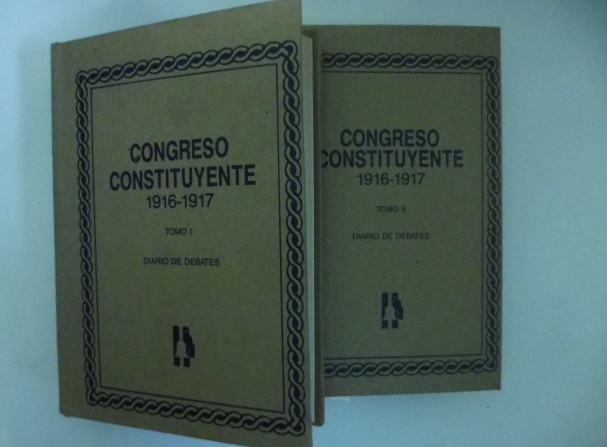 CONGRESO
CONSTITUYENTE
1916-1917
TOMO I
DIARIO DE DEBATES
CONGRESO
CONSTITUYENTE
1916-1917
TOMO II
DIARIO DE DEBATES